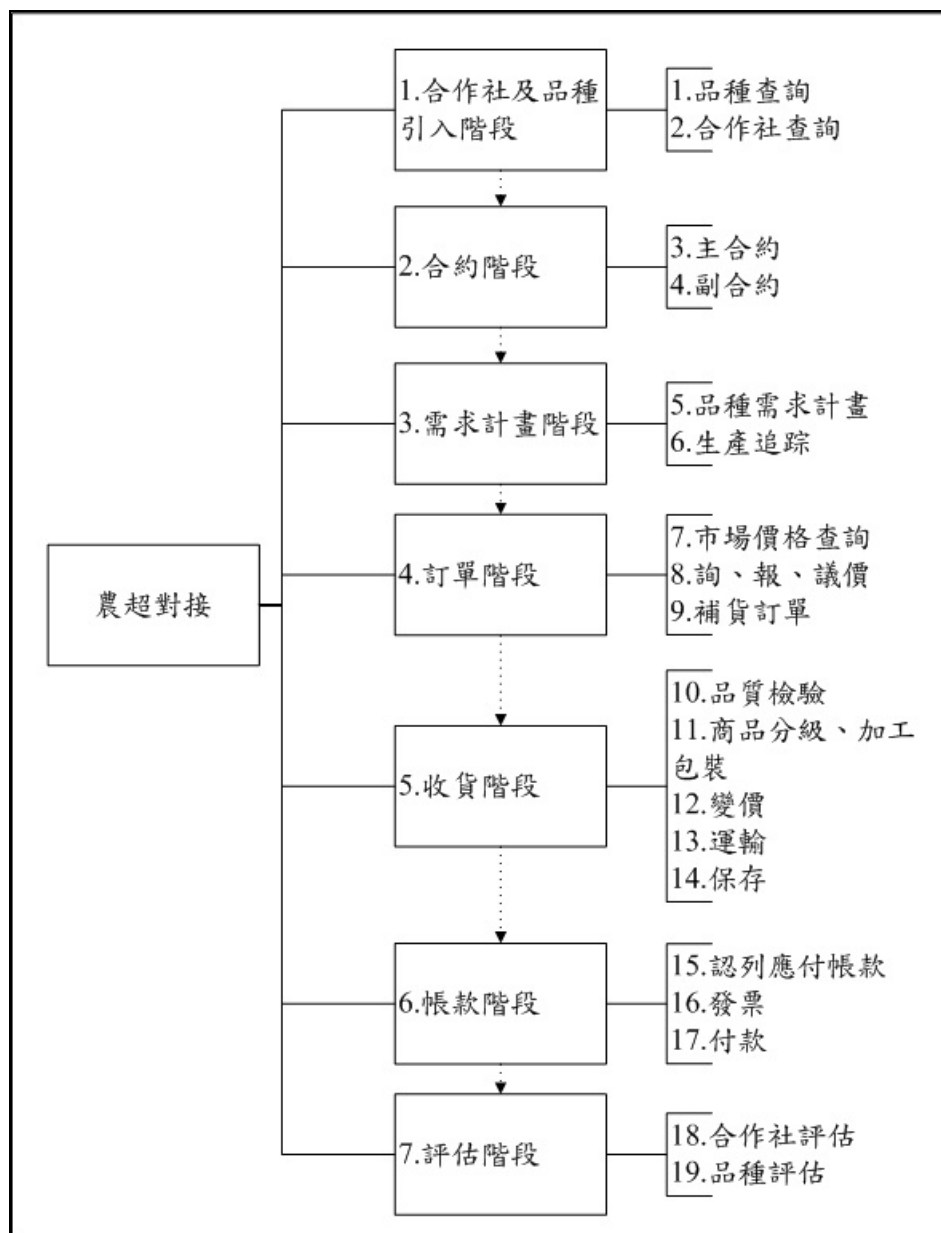 1.合作社及品種
引入階段
1.品種查詢
2.合作社查詢
2.合約階段
3.主合約
4.副合約
3.需求計畫階段
5.品種需求計畫
6.生產追踪
農超對接
4.訂單階段
7.市場價格查詢
8.詢、報、議價
9.補貨訂單
5.收貨階段
10.品質檢驗
11.商品分級、加工
包裝
12.變價
13.運輸
14.保存
6.帳款階段
15.認列應付帳款
16.發票
17.付款
7.評估階段
18.合作社評估
19.品種評估